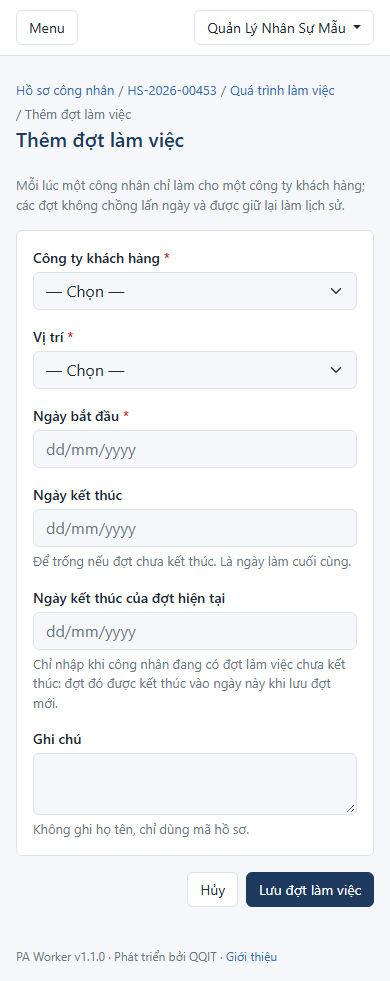 Menu
Quản Lý Nhân Sự Mẫu
Hồ sơ công nhân / HS-2026-00453 / Quá trình làm việc
/ Thêm đợt làm việc
Thêm đợt làm việc
Mỗi lúc một công nhân chỉ làm cho một công ty khách hàng;
các đợt không chồng lấn ngày và được giữ lại làm lịch sử.
Công ty khách hàng *
— Chọn —
Vị trí *
— Chọn —
Ngày bắt đầu *
dd/mm/yyyy
Ngày kết thúc
dd/mm/yyyy
Để trống nếu đợt chưa kết thúc. Là ngày làm cuối cùng.
Ngày kết thúc của đợt hiện tại
dd/mm/yyyy
Chỉ nhập khi công nhân đang có đợt làm việc chưa kết
thúc: đợt đó được kết thúc vào ngày này khi lưu đợt
mới.
Ghi chú
Không ghi họ tên, chỉ dùng mã hồ sơ.
Hủy
Lưu đợt làm việc
PA Worker v1.1.0 · Phát triển bởi QQIT · Giới thiệu